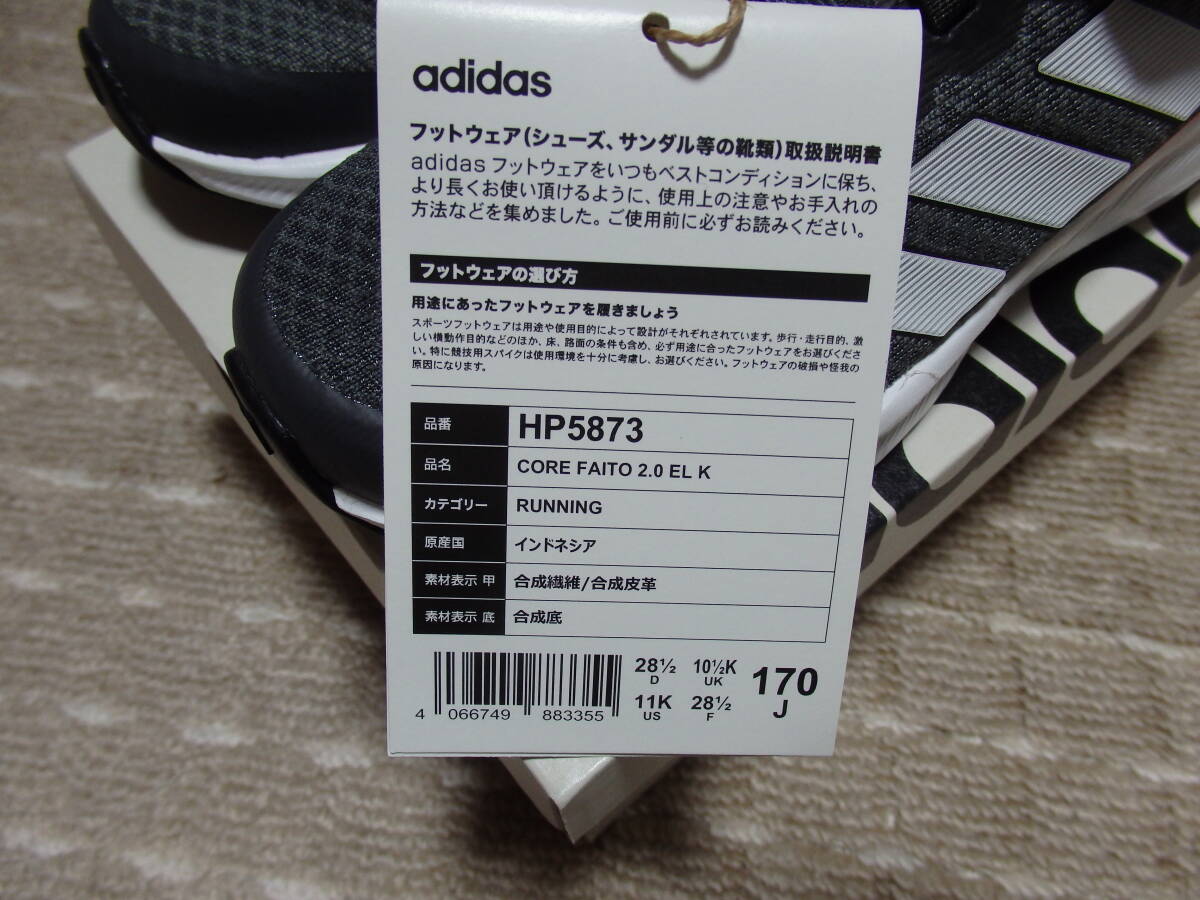 adidas
フットウェア(シューズ、サンダル等の靴類)取扱説明書
adidas フットウェアをいつもベストコンディションに保ち、
より長くお使い頂けるように、使用上の注意やお手入れの
方法などを集めました。ご使用前に必ずお読みください。
フットウェアの選び方
用途にあったフットウェアを履きましょう
スポーツフットウェアは用途や使用目的によって設計がそれぞれされています。歩行・走行目的、激
しい横動作目的などのほか、床、路面の条件も含め、必ず用途に合ったフットウェアをお選びくださ
い。特に競技用スパイクは使用環境を十分に考慮し、お選びください。フットウェアの破損や怪我の
原因になります。
品番 HP5873
品名 CORE FAITO 2.0 EL K
カテゴリー RUNNING
原産国 インドネシア
素材表示 甲 合成繊維/合成皮革
素材表示 底 合成底
28½ 10½K 170
D UK J
11K 28½
US F
4 066749 883355